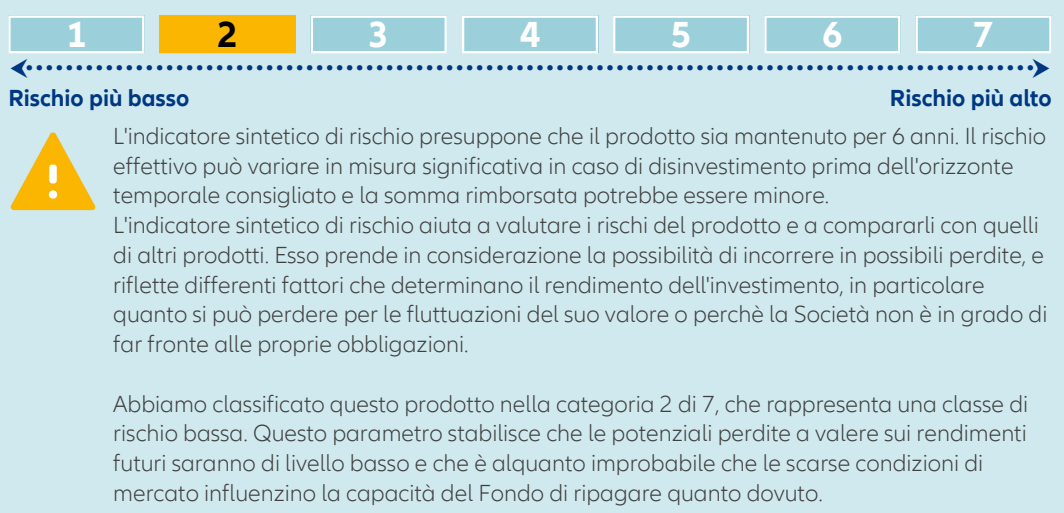 1 2 3 4 5 6 7
Rischio più basso Rischio più alto
L'indicatore sintetico di rischio presuppone che il prodotto sia mantenuto per 6 anni. Il rischio
effettivo può variare in misura significativa in caso di disinvestimento prima dell'orizzonte
temporale consigliato e la somma rimborsata potrebbe essere minore.
L'indicatore sintetico di rischio aiuta a valutare i rischi del prodotto e a compararli con quelli
di altri prodotti. Esso prende in considerazione la possibilità di incorrere in possibili perdite, e
riflette differenti fattori che determinano il rendimento dell'investimento, in particolare
quanto si può perdere per le fluttuazioni del suo valore o perchè la Società non è in grado di
far fronte alle proprie obbligazioni.
Abbiamo classificato questo prodotto nella categoria 2 di 7, che rappresenta una classe di
rischio bassa. Questo parametro stabilisce che le potenziali perdite a valere sui rendimenti
futuri saranno di livello basso e che è alquanto improbabile che le scarse condizioni di
mercato influenzino la capacità del Fondo di ripagare quanto dovuto.